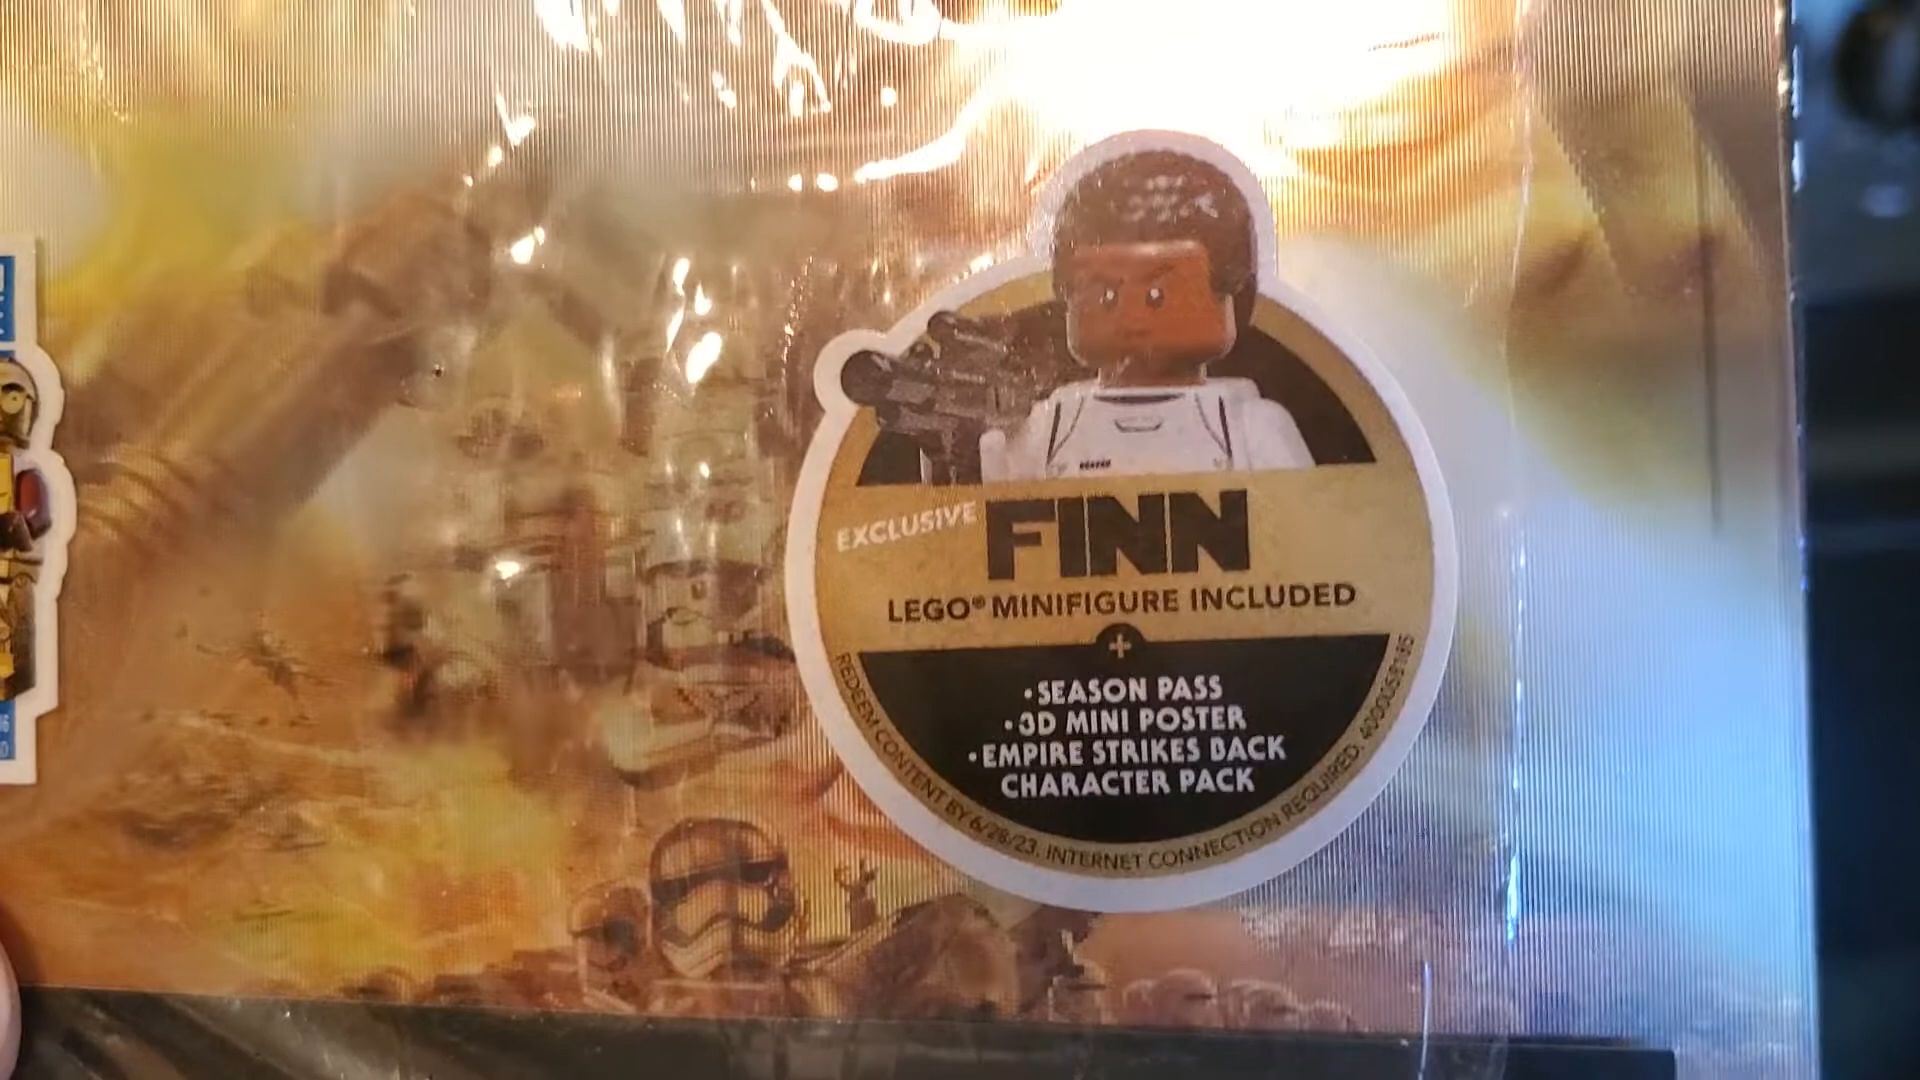 EXCLUSIVE FINN
LEGO® MINIFIGURE INCLUDED
+
• SEASON PASS
• 3D MINI POSTER
• EMPIRE STRIKES BACK
CHARACTER PACK
REDEEM CONTENT BY 6/28/23. INTERNET CONNECTION REQUIRED.